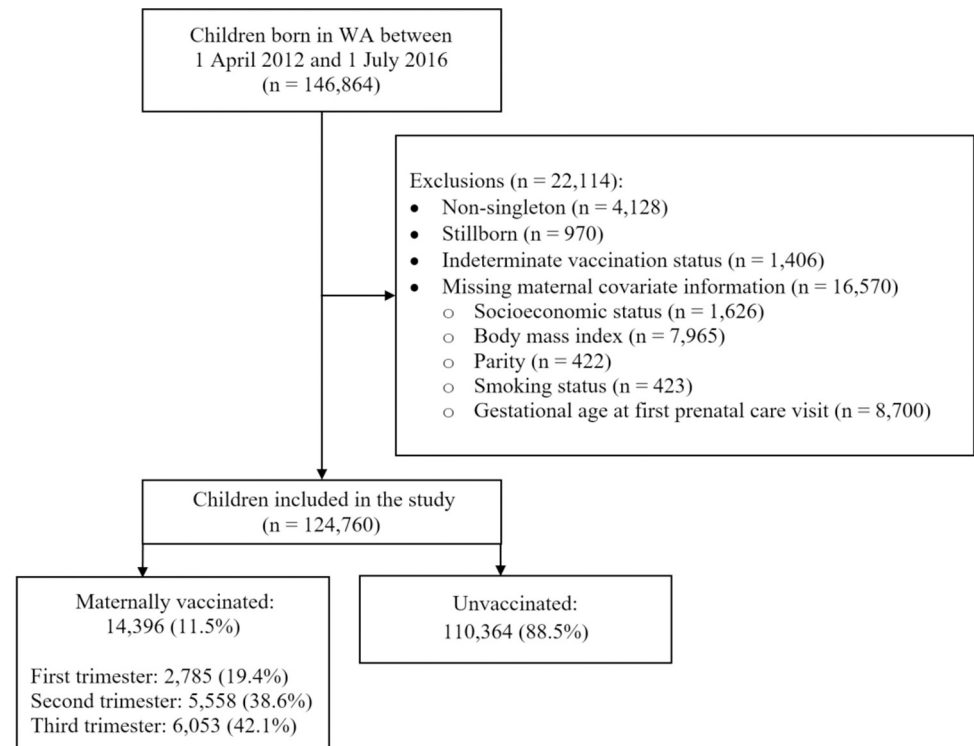 Children born in WA between
1 April 2012 and 1 July 2016
(n = 146,864)
Exclusions (n = 22,114):
• Non-singleton (n = 4,128)
• Stillborn (n = 970)
• Indeterminate vaccination status (n = 1,406)
• Missing maternal covariate information (n = 16,570)
o Socioeconomic status (n = 1,626)
o Body mass index (n = 7,965)
o Parity (n = 422)
o Smoking status (n = 423)
o Gestational age at first prenatal care visit (n = 8,700)
Children included in the study
(n = 124,760)
Maternally vaccinated:
14,396 (11.5%)
First trimester: 2,785 (19.4%)
Second trimester: 5,558 (38.6%)
Third trimester: 6,053 (42.1%)
Unvaccinated:
110,364 (88.5%)